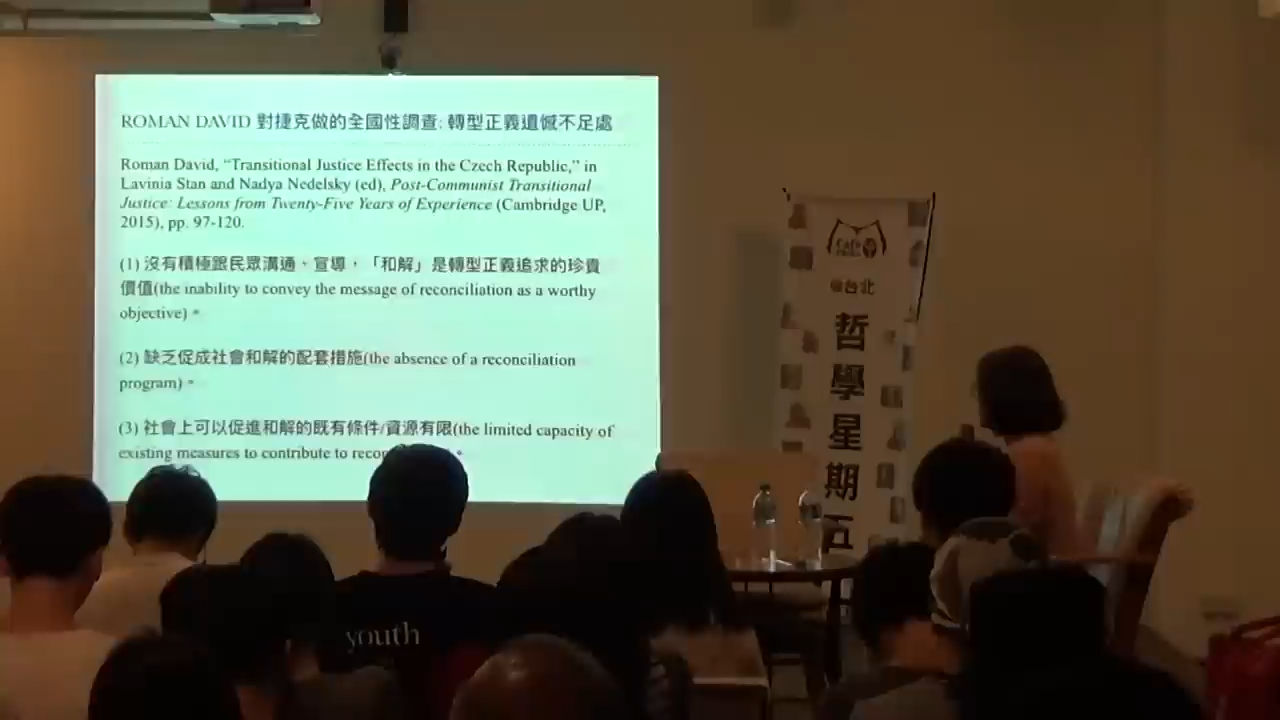 ROMAN DAVID 對捷克做的全國性調查: 轉型正義遺憾不足處
Roman David, “Transitional Justice Effects in the Czech Republic,” in
Lavinia Stan and Nadya Nedelsky (ed), Post-Communist Transitional
Justice: Lessons from Twenty-Five Years of Experience (Cambridge UP,
2015), pp. 97-120.
(1) 沒有積極跟民眾溝通、宣導，「和解」是轉型正義追求的珍貴
價值(the inability to convey the message of reconciliation as a worthy
objective)。
(2) 缺乏促成社會和解的配套措施(the absence of a reconciliation
program)。
(3) 社會上可以促進和解的既有條件/資源有限(the limited capacity of
existing measures to contribute to
Café
@台北
哲學星期五
youth